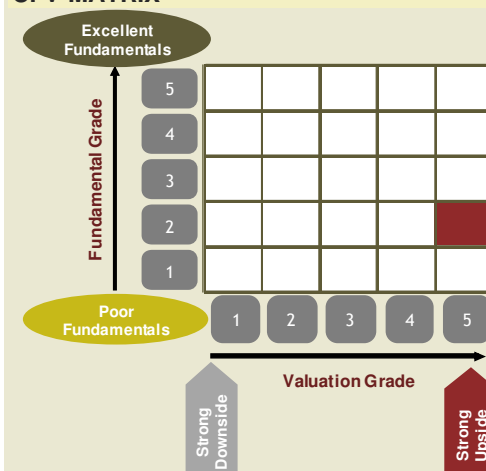 Excellent
Fundamentals
Fundamental Grade
5
4
3
2
1
Poor
Fundamentals
1 2 3 4 5
Valuation Grade
Strong
Downside
Strong
Upside